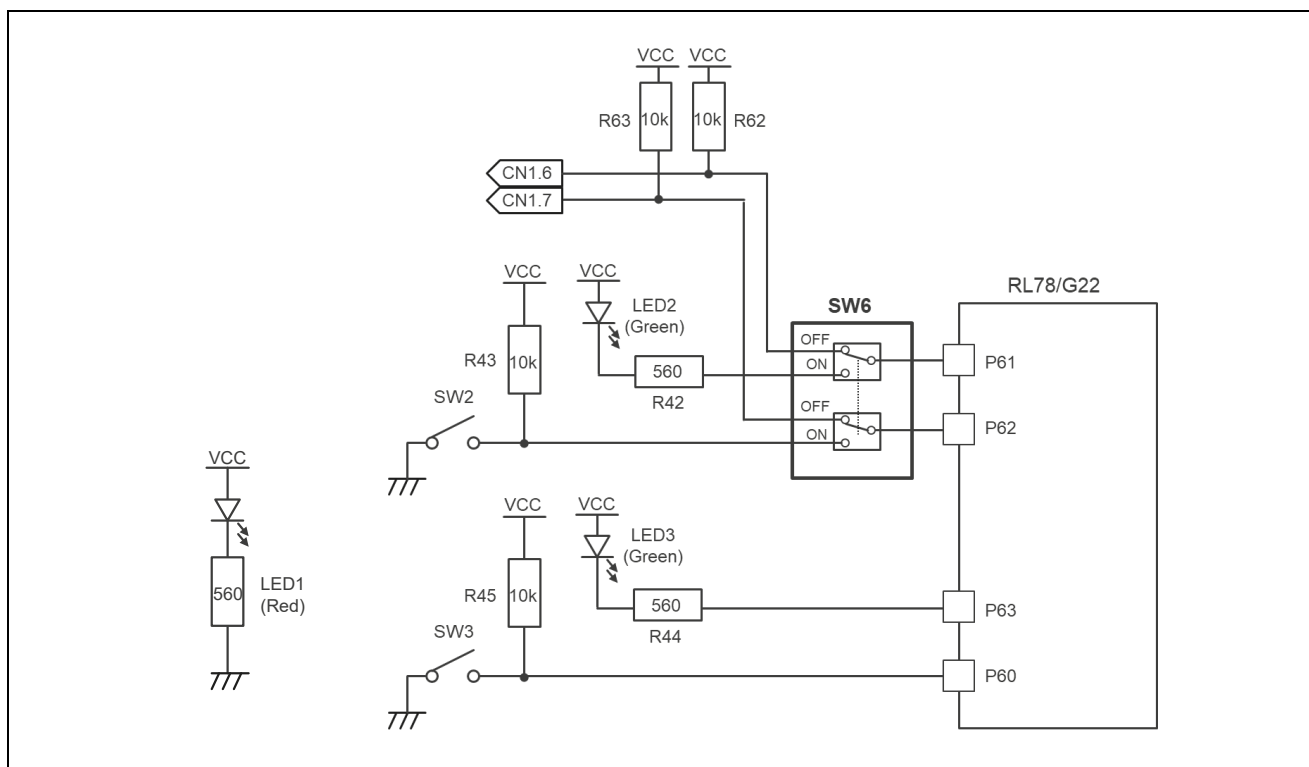 VCC VCC
R63 10k 10k R62
CN1.6
CN1.7
VCC VCC
RL78/G22
LED2
(Green)
SW6
R43 10k
OFF
ON
P61
560
R42
SW2
OFF
ON
P62
VCC
VCC VCC
LED3
(Green)
560
LED1
(Red)
R45 10k
560
R44
P63
SW3
P60